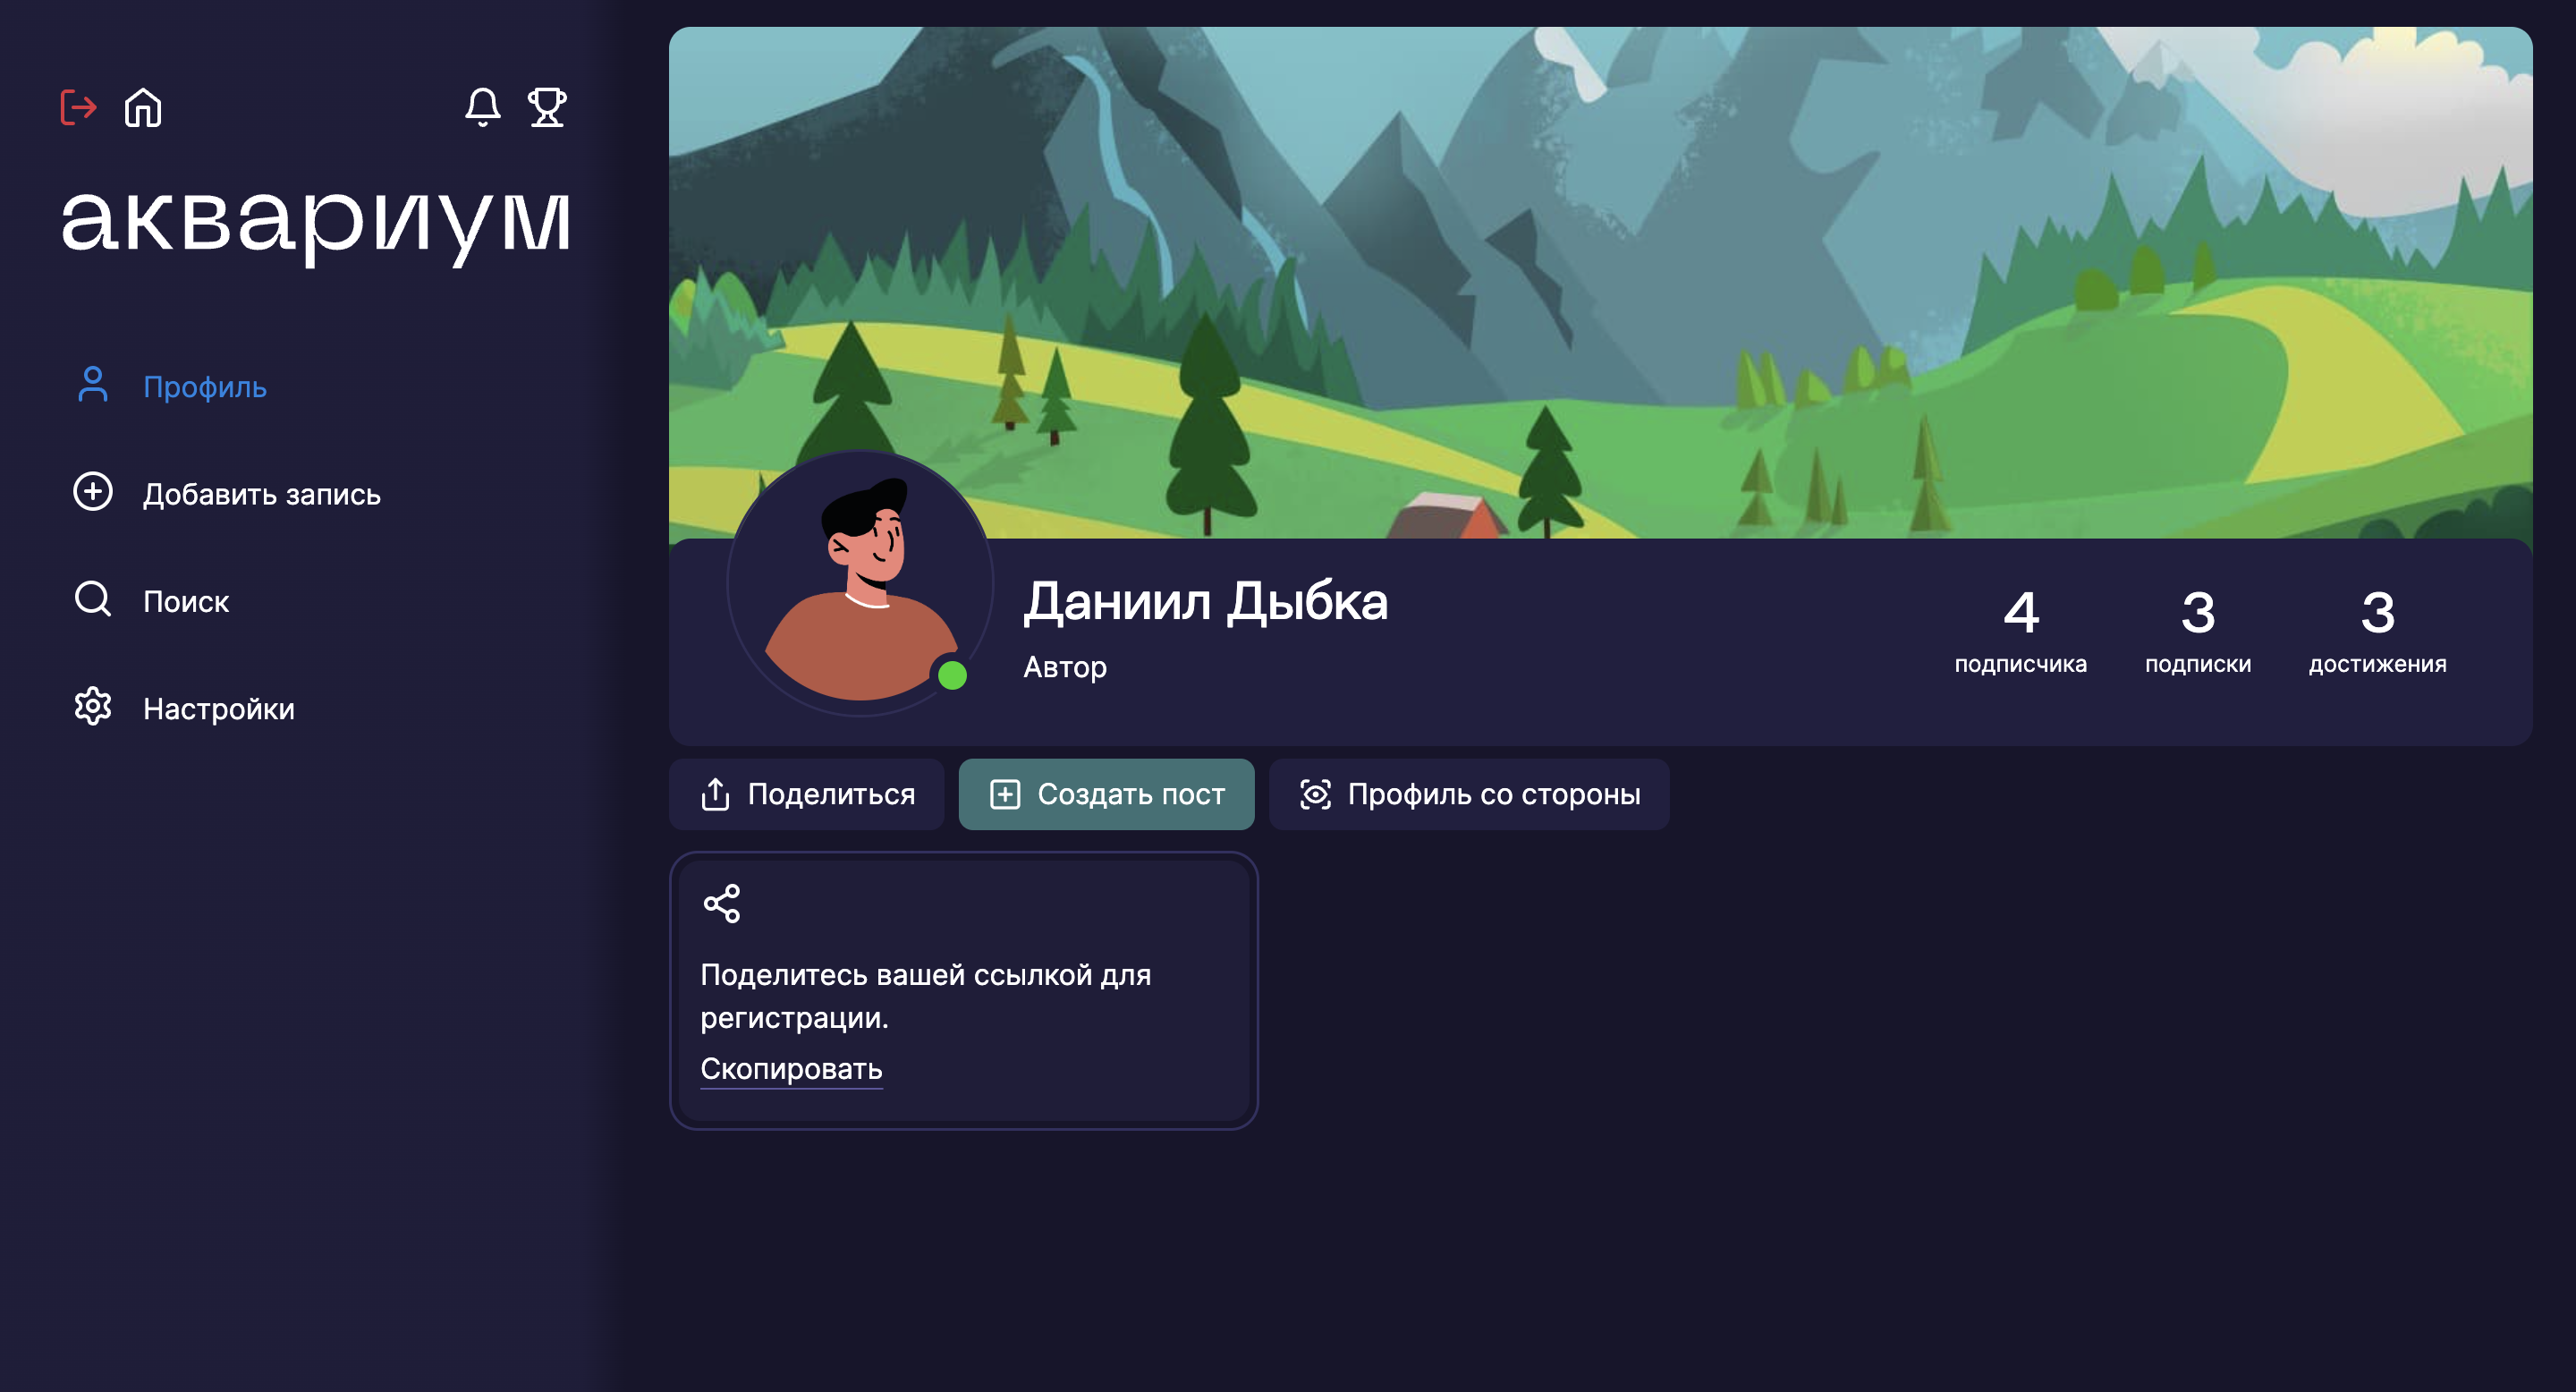 аквариум
Профиль
Добавить запись
Поиск
Настройки
Даниил Дыбка
Автор
4
подписчика
3
подписки
3
достижения
Поделиться
Создать пост
Профиль со стороны
Поделитесь вашей ссылкой для
регистрации.
Скопировать